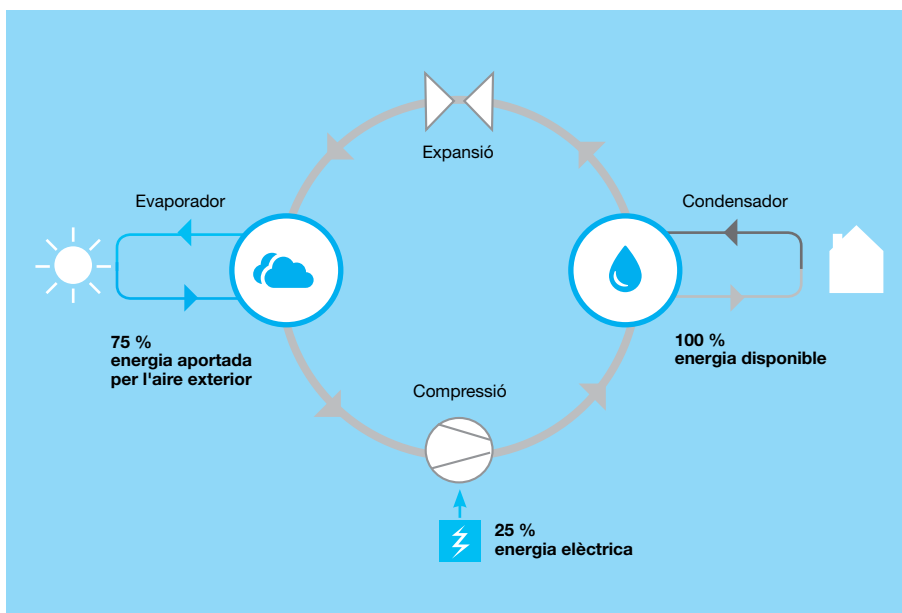 Expansió
Evaporador
Condensador
75 %
energia aportada
per l'aire exterior
100 %
energia disponible
Compressió
25 %
energia elèctrica